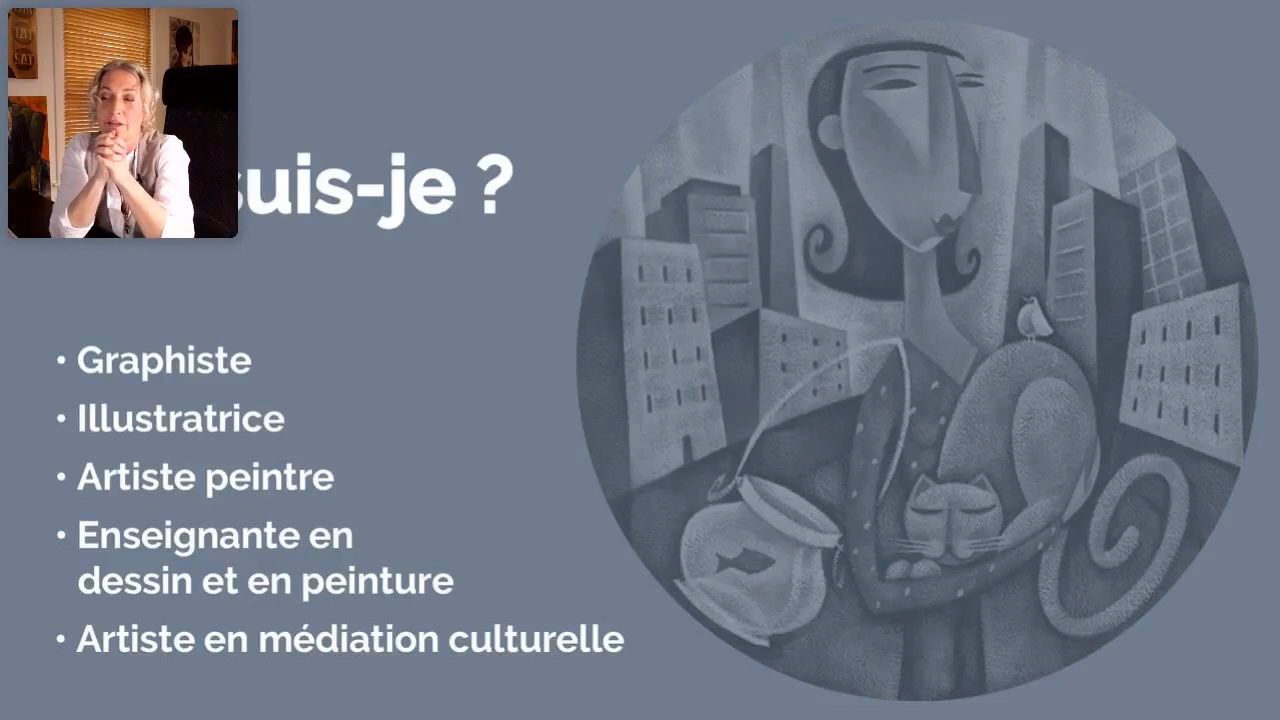 suis-je ?
• Graphiste
• Illustratrice
• Artiste peintre
• Enseignante en
dessin et en peinture
• Artiste en médiation culturelle